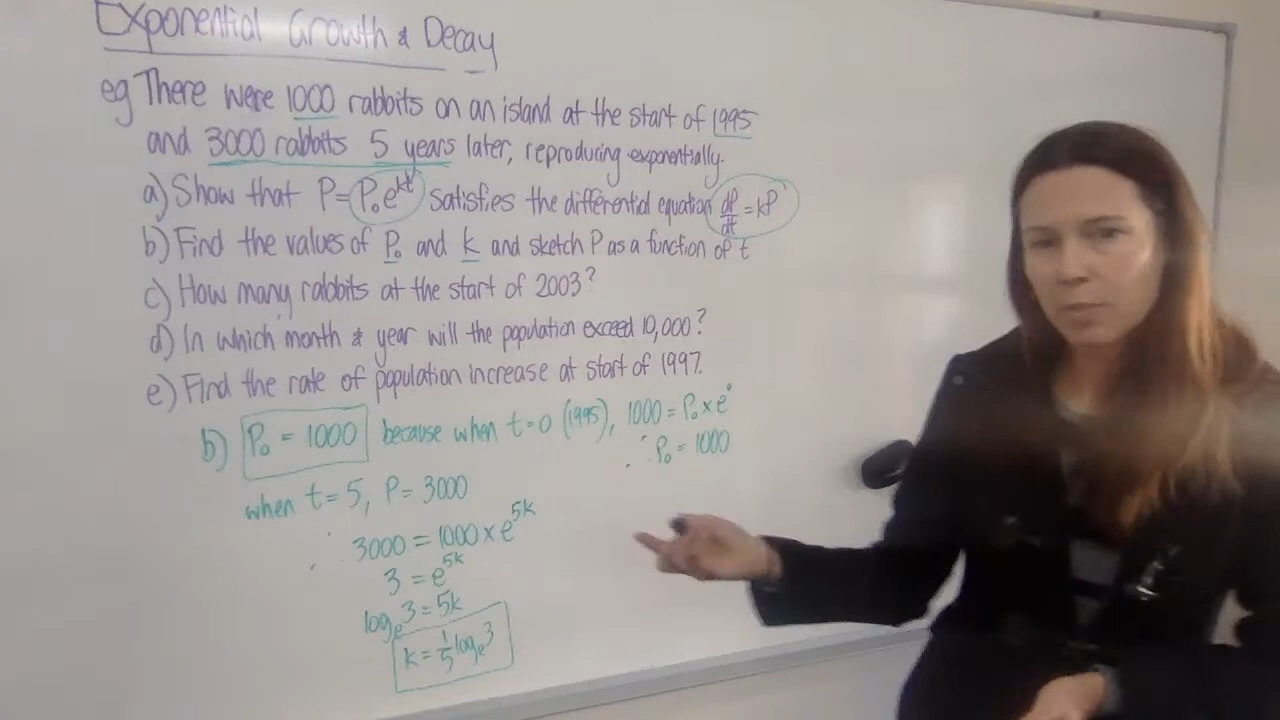 Exponential Growth & Decay
eg There were 1000 rabbits on an island at the start of 1995
and 3000 rabbits 5 years later, reproducing exponentially.
a) Show that P = P₀e^kt satisfies the differential equation dP/dt = kP
b) Find the values of P₀ and k and sketch P as a function of t
c) How many rabbits at the start of 2003?
d) In which month & year will the population exceed 10,000?
e) Find the rate of population increase at start of 1997.
b) P₀ = 1000 because when t=0 (1995), 1000 = P₀ × e⁰
∴ P₀ = 1000
when t = 5, P = 3000
∴ 3000 = 1000 × e^5k
3 = e^5k
logₑ3 = 5k
k = 1/5 logₑ3